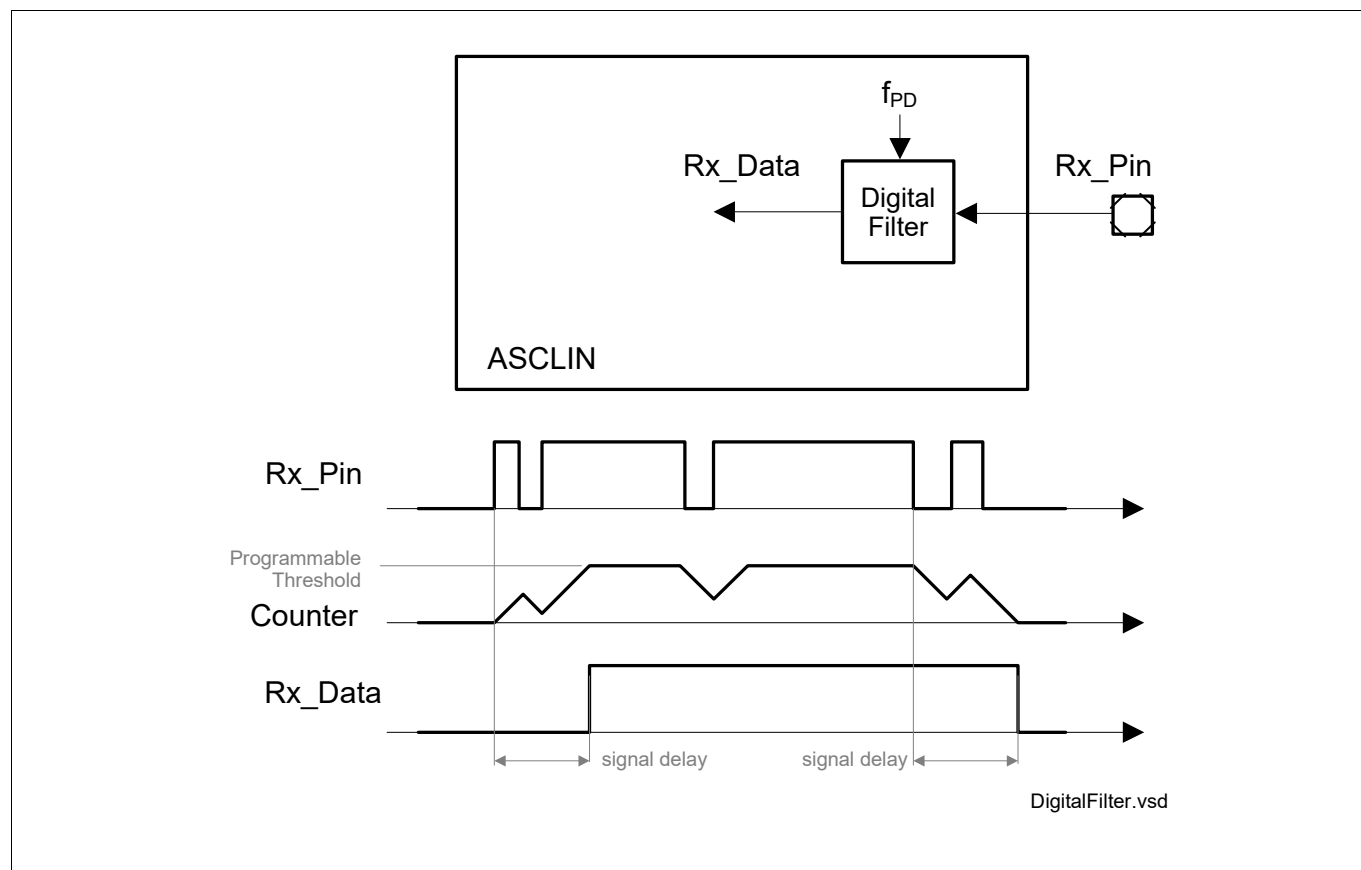 f_PD
Rx_Data
Rx_Pin
Digital
Filter
ASCLIN
Rx_Pin
Programmable
Threshold
Counter
Rx_Data
signal delay
signal delay
DigitalFilter.vsd